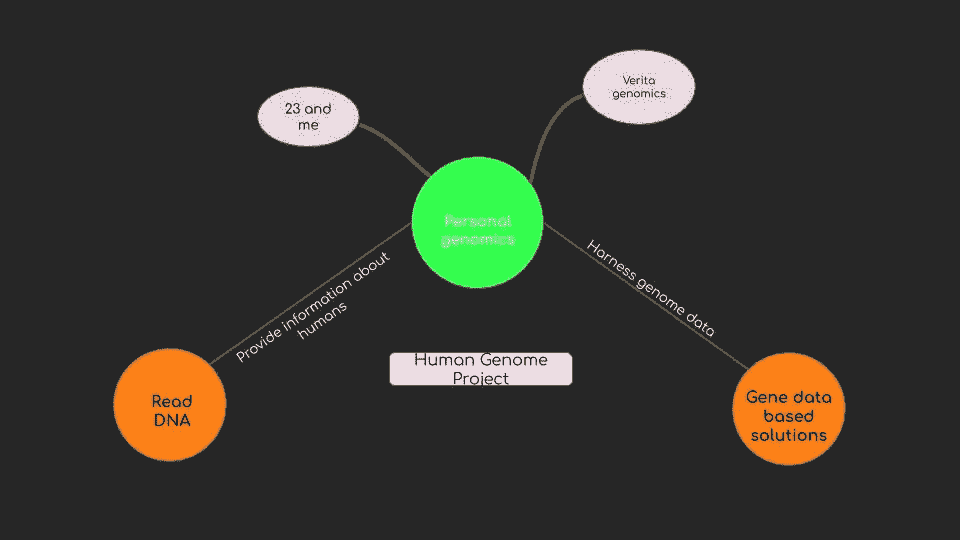 Verita
genomics
23 and
me
Personal
genomics
Provide information about
humans
Harness genome data
Human Genome
Project
Read
DNA
Gene data
based
solutions